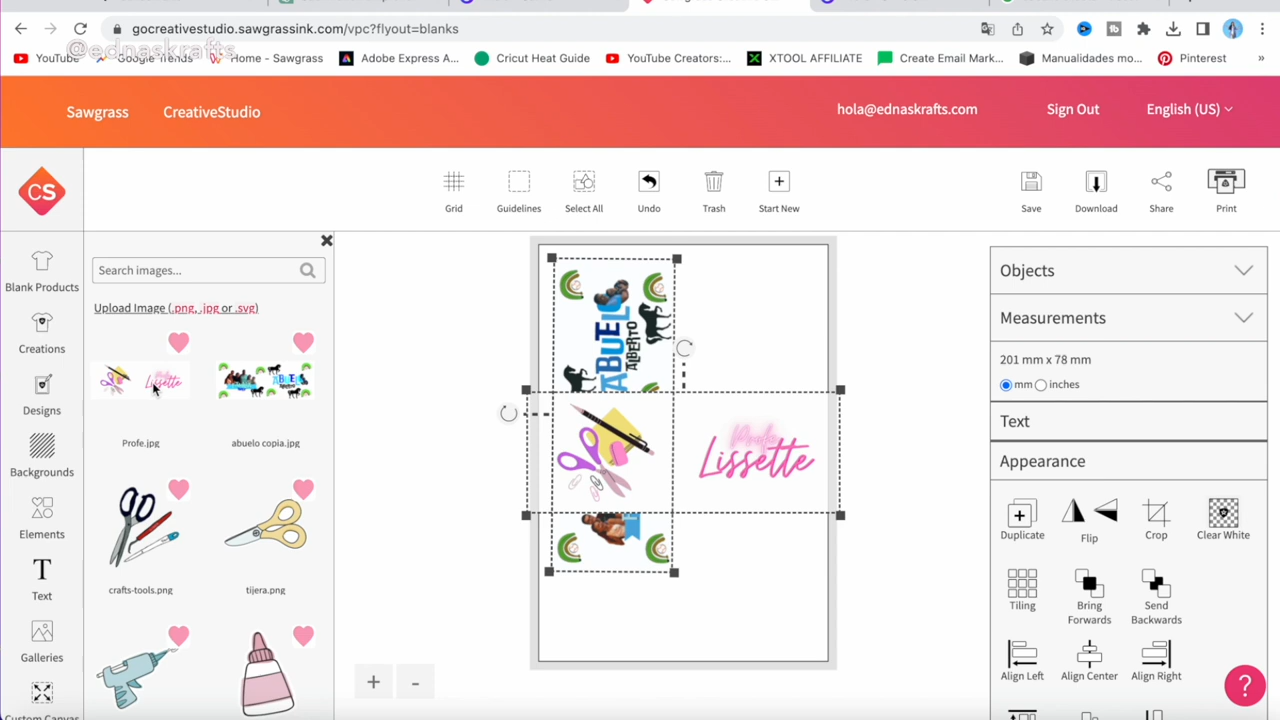 gocreativestudio.sawgrassink.com/vpc?flyout=blanks
@ednaskrafts
YouTube
Google Trends
Home - Sawgrass
Adobe Express A...
Cricut Heat Guide
YouTube Creators:...
XTOOL AFFILIATE
Create Email Mark...
Manualidades mo...
Pinterest
»
Sawgrass
CreativeStudio
hola@ednaskrafts.com
Sign Out
English (US)
CS
Grid
Guidelines
Select All
Undo
Trash
Start New
Save
Download
Share
Print
Blank Products
Creations
Designs
Backgrounds
Elements
T
Text
Galleries
Custom Canvas
Search images...
Upload Image (.png, .jpg or .svg)
Lissette
Profe.jpg
abuelo copia.jpg
crafts-tools.png
tijera.png
ABUELO
ALBERTO
Profe
Lissette
+
-
Objects
Measurements
201 mm x 78 mm
mm
inches
Text
Appearance
Duplicate
Flip
Crop
Clear White
Tiling
Bring
Forwards
Send
Backwards
Align Left
Align Center
Align Right
?